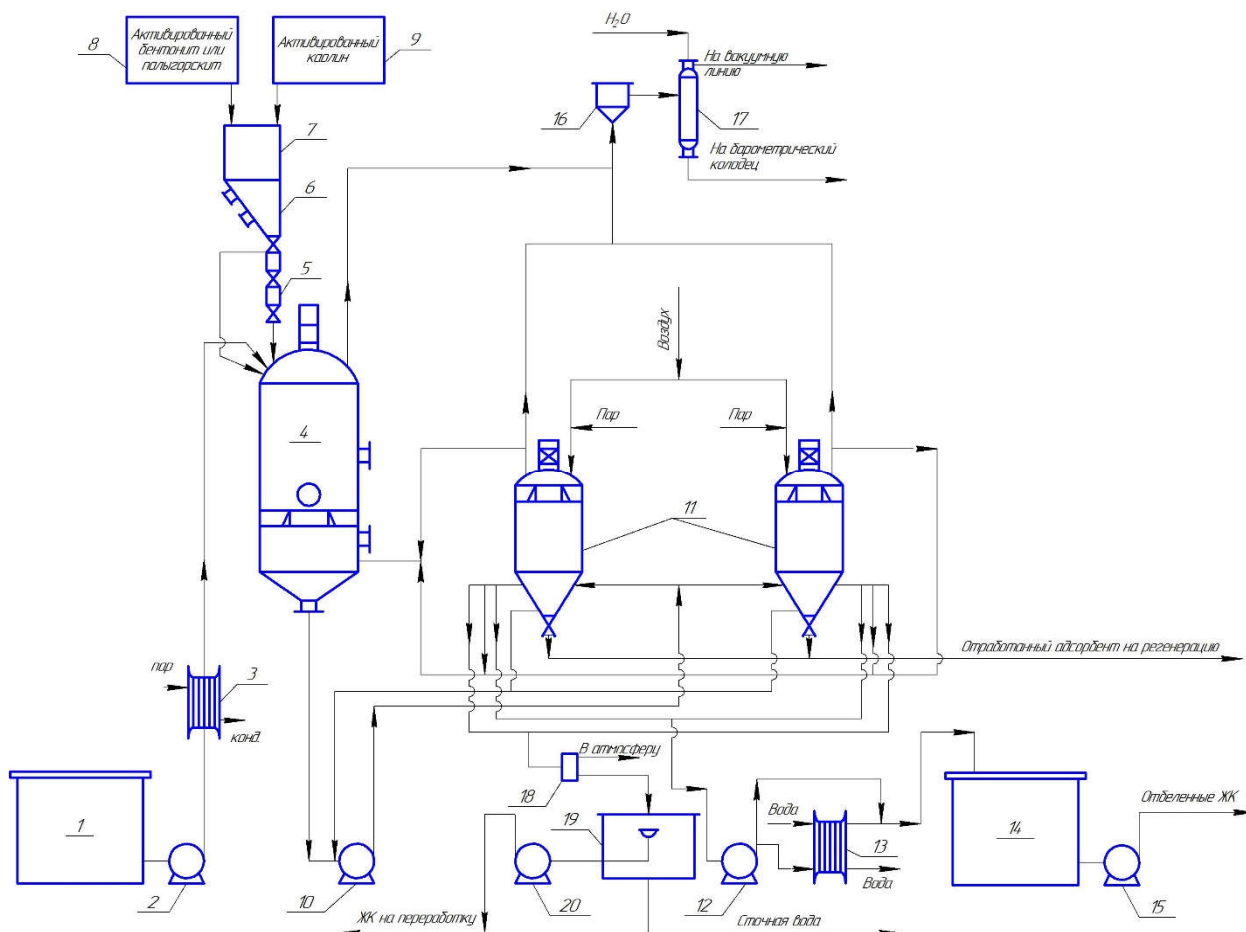 H₂O
8
Активированный
бентонит или
палыгорскит
Активированный
каолин
9
На вакуумную
линию
16
17
7
На барометрический
колодец
6
5
Воздух
4
Пар
Пар
11
Отработанный адсорбент на регенерацию
пар
3
конд.
В атмосферу
18
Отбеленные ЖК
1
19
Вода
14
13
Вода
2
10
20
12
15
ЖК на переработку
Сточная вода